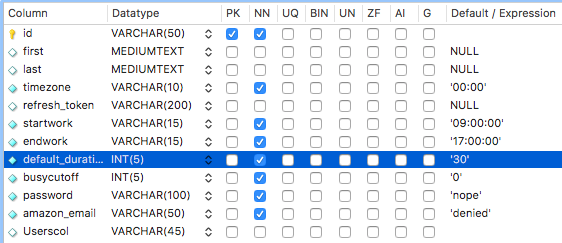 Column Datatype PK NN UQ BIN UN ZF AI G Default / Expression
id VARCHAR(50)
first MEDIUMTEXT NULL
last MEDIUMTEXT NULL
timezone VARCHAR(10) '00:00'
refresh_token VARCHAR(200) NULL
startwork VARCHAR(15) '09:00:00'
endwork VARCHAR(15) '17:00:00'
default_durati... INT(5) '30'
busycutoff INT(5) '0'
password VARCHAR(100) 'nope'
amazon_email VARCHAR(50) 'denied'
Userscol VARCHAR(45)